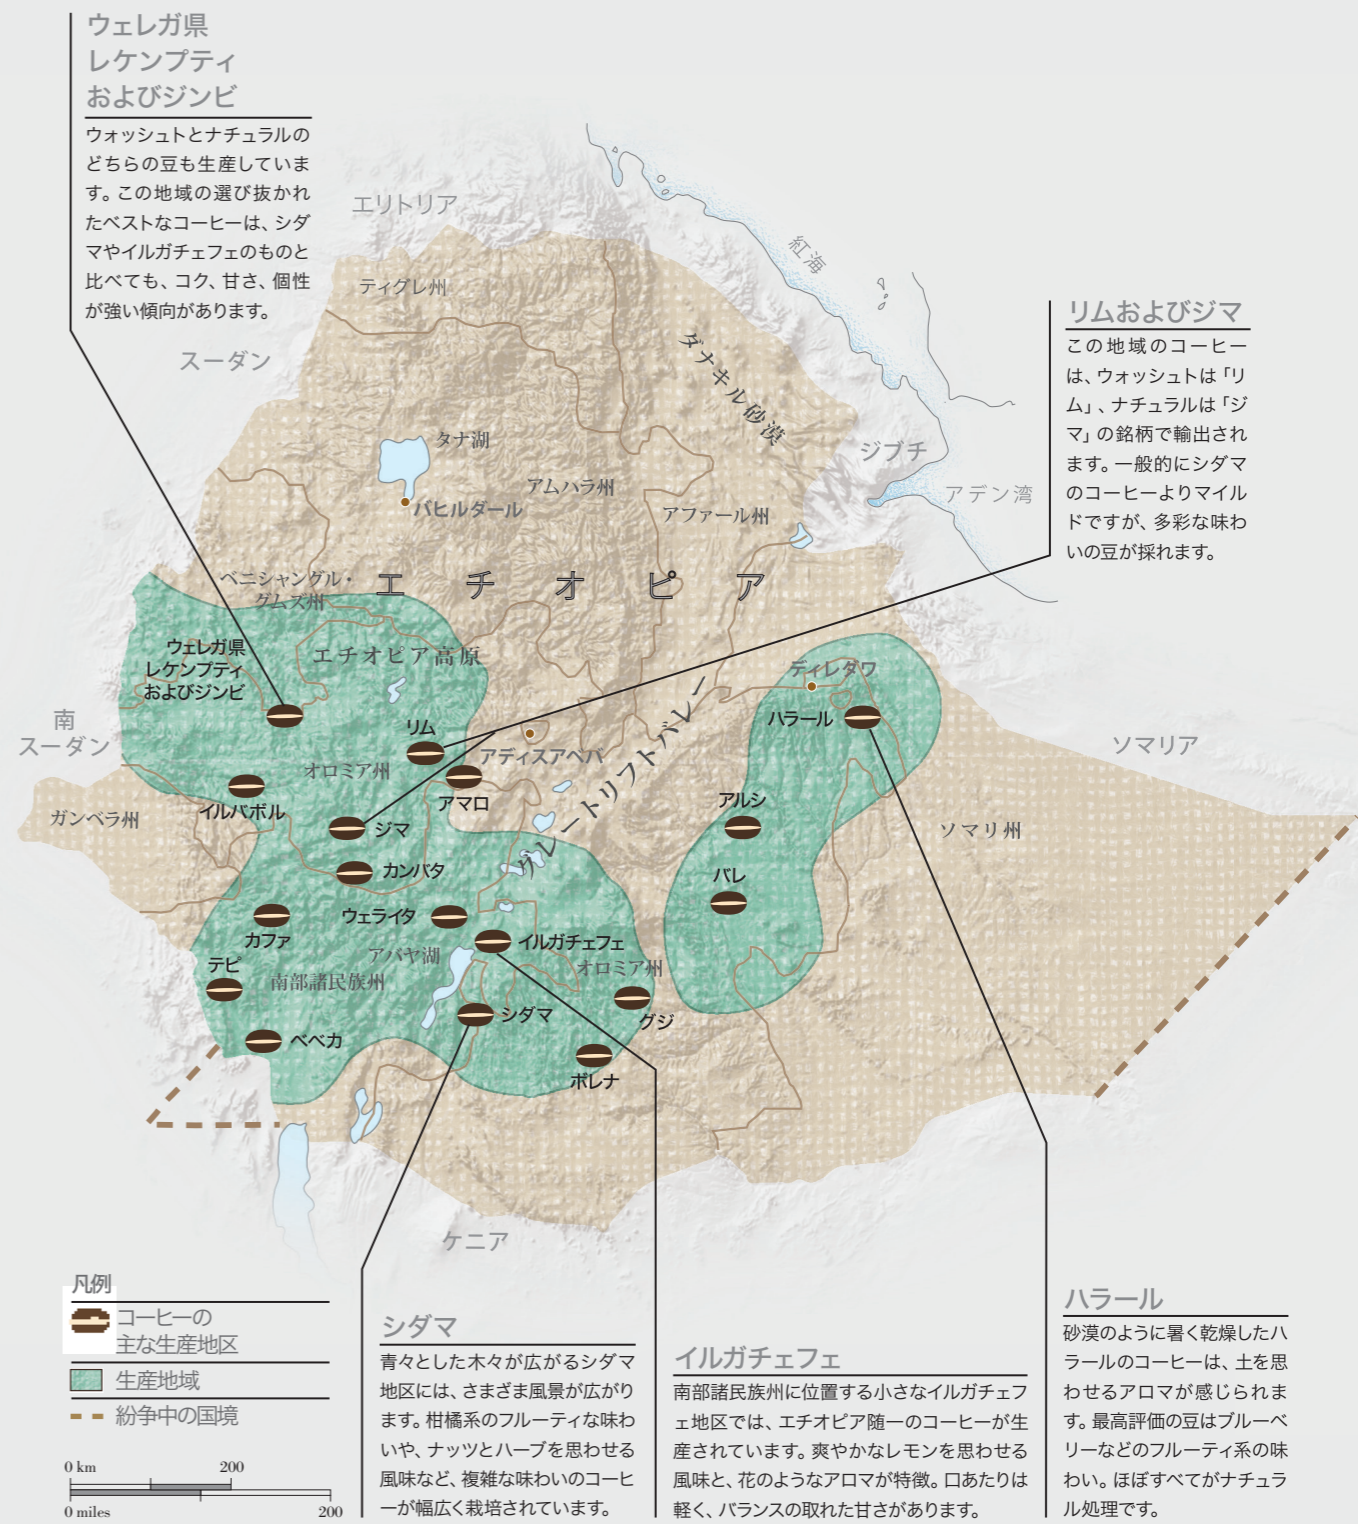 ウェレガ県
レケンプティ
およびジンビ
ウォッシュトとナチュラルの
どちらの豆も生産していま
す。この地域の選び抜かれ
たベストなコーヒーは、シダ
マやイルガチェフェのものと
比べても、コク、甘さ、個性
が強い傾向があります。
リムおよびジマ
この地域のコーヒー
は、ウォッシュトは「リ
ム」、ナチュラルは「ジ
マ」の銘柄で輸出され
ます。一般的にシダマ
のコーヒーよりマイル
ドですが、多彩な味わ
いの豆が採れます。
エリトリア
紅海
ティグレ州
スーダン
ダナキル砂漠
タナ湖
ジブチ
アムハラ州
アデン湾
バヒルダール
アファール州
ベニシャングル・
グムズ州
エチオピア
ウェレガ県
レケンプティ
およびジンビ
エチオピア高原
ディレダワ
南
スーダン
リム
ハラール
アディスアベバ
ソマリア
グレートリフトバレー
オロミア州
アマロ
イルバボル
アルシ
ガンベラ州
ジマ
ソマリ州
カンバタ
バレ
ウェライタ
カファ
イルガチェフェ
アバヤ湖
テピ
オロミア州
南部諸民族州
シダマ
グジ
ベベカ
ボレナ
ケニア
凡例
コーヒーの
主な生産地区
生産地域
紛争中の国境
0 km 200
0 miles 200
シダマ
青々とした木々が広がるシダマ
地区には、さまざま風景が広がり
ます。柑橘系のフルーティな味わ
いや、ナッツとハーブを思わせる
風味など、複雑な味わいのコーヒ
ーが幅広く栽培されています。
イルガチェフェ
南部諸民族州に位置する小さなイルガチェフ
ェ地区では、エチオピア随一のコーヒーが生
産されています。爽やかなレモンを思わせる
風味と、花のようなアロマが特徴。口あたりは
軽く、バランスの取れた甘さがあります。
ハラール
砂漠のように暑く乾燥したハ
ラールのコーヒーは、土を思
わせるアロマが感じられま
す。最高評価の豆はブルーベ
リーなどのフルーティ系の味
わい。ほぼすべてがナチュラ
ル処理です。